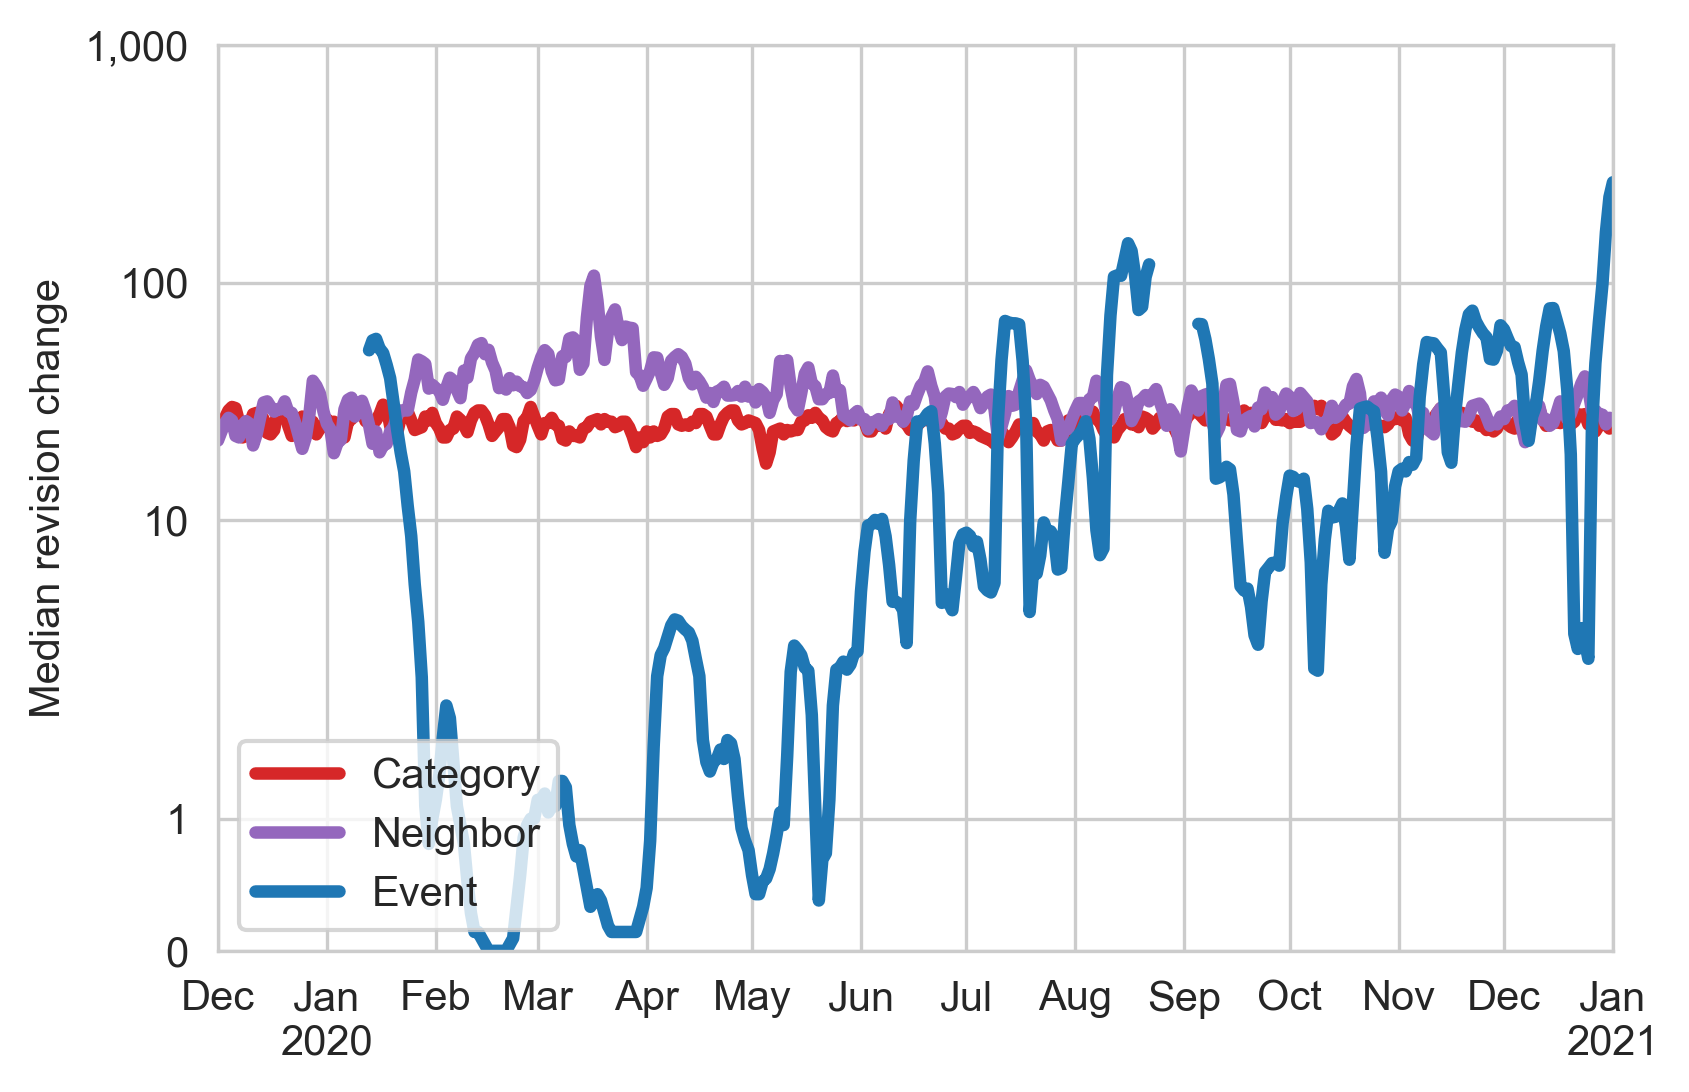 1,000
100
10
1
0
Median revision change
Category
Neighbor
Event
Dec Jan Feb Mar Apr May Jun Jul Aug Sep Oct Nov Dec Jan
2020 2021